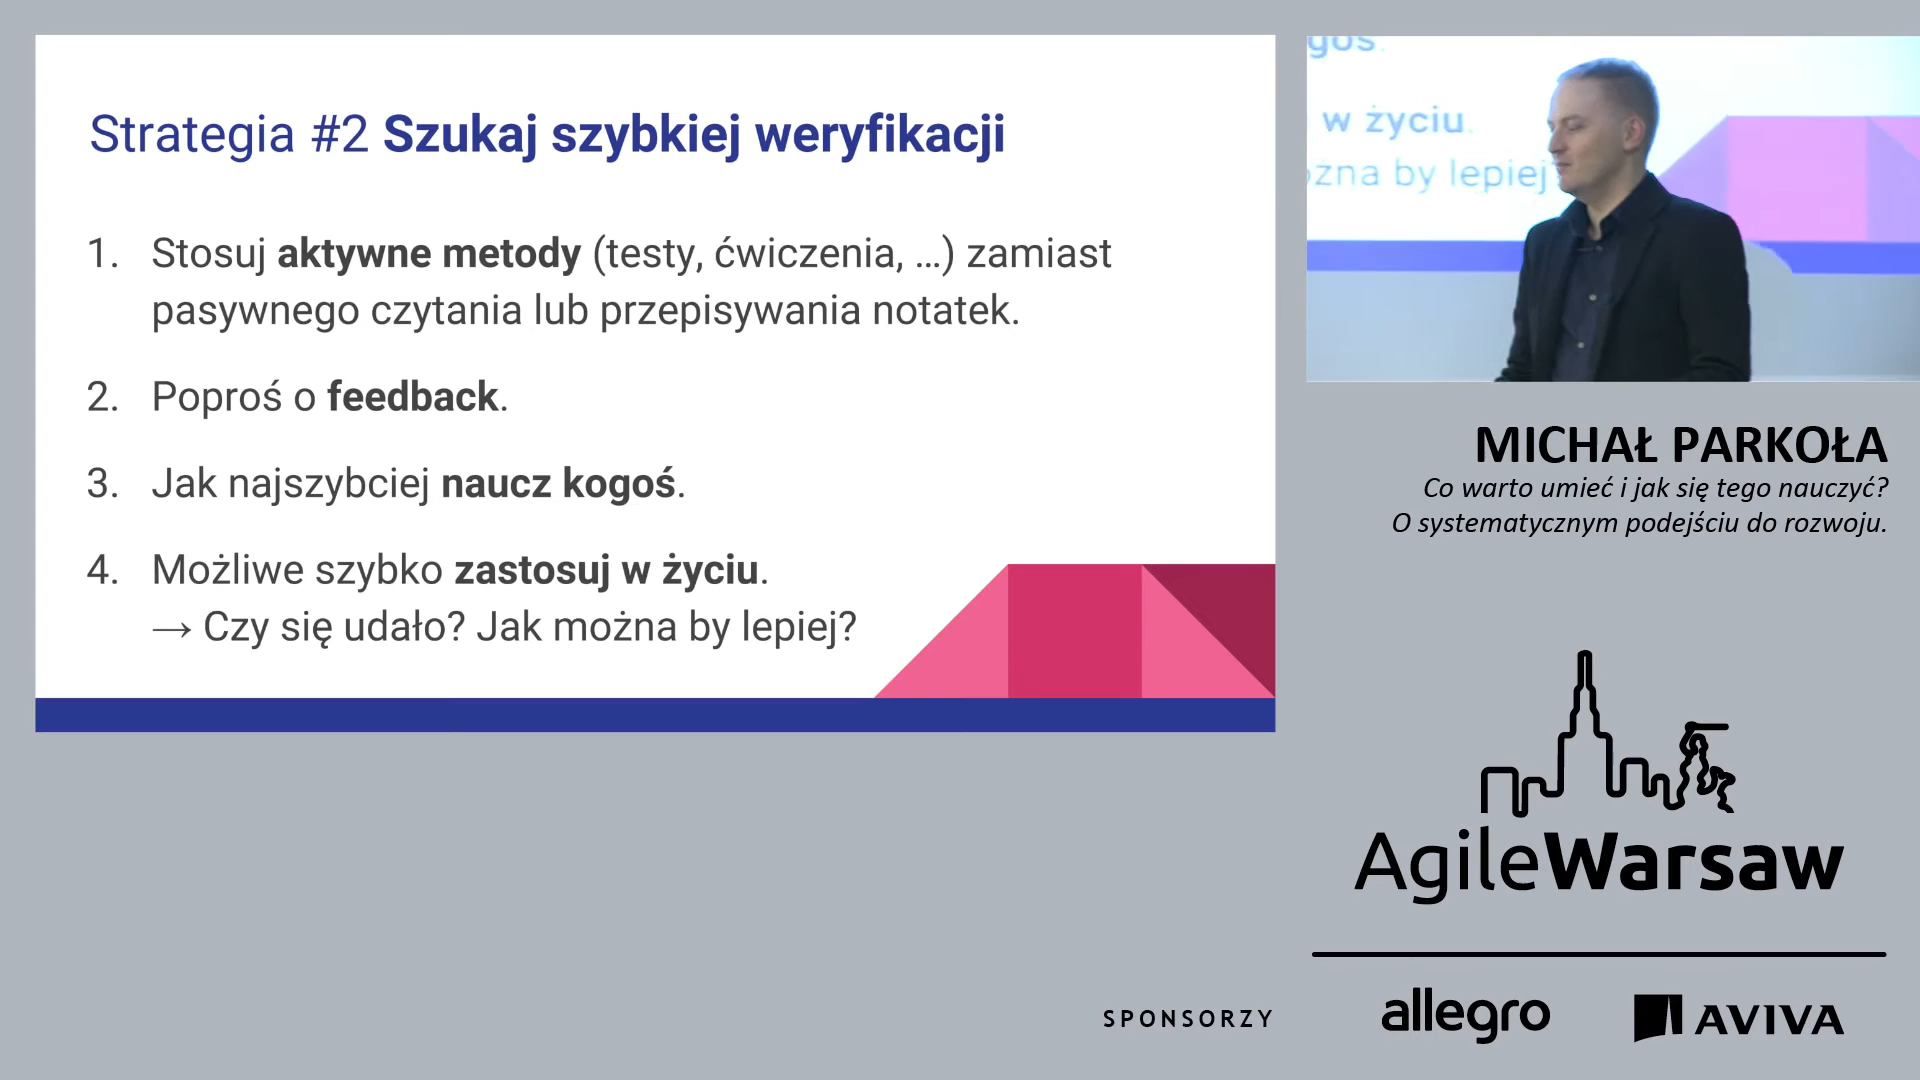 Strategia #2 Szukaj szybkiej weryfikacji
1. Stosuj aktywne metody (testy, ćwiczenia, ...) zamiast
pasywnego czytania lub przepisywania notatek.
2. Poproś o feedback.
3. Jak najszybciej naucz kogoś.
4. Możliwe szybko zastosuj w życiu.
→ Czy się udało? Jak można by lepiej?
w życiu.
by lepiej
MICHAŁ PARKOŁA
Co warto umieć i jak się tego nauczyć?
O systematycznym podejściu do rozwoju.
AgileWarsaw
SPONSORZY
allegro
AVIVA